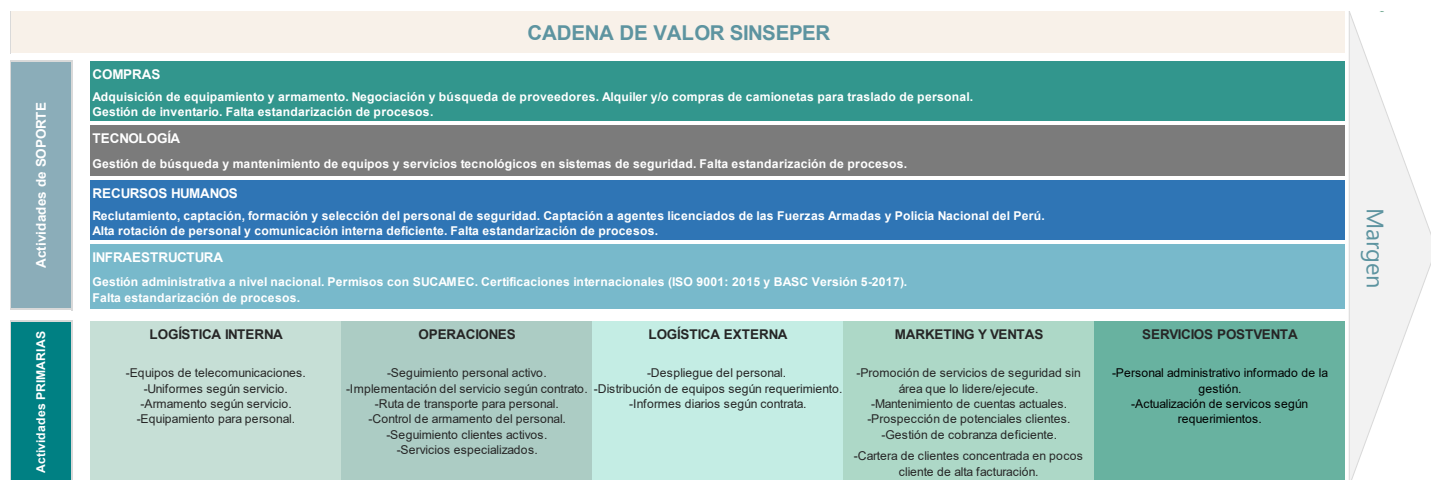 CADENA DE VALOR SINSEPER
Actividades de SOPORTE
COMPRAS
Adquisición de equipamiento y armamento. Negociación y búsqueda de proveedores. Alquiler y/o compras de camionetas para traslado de personal.
Gestión de inventario. Falta estandarización de procesos.
TECNOLOGÍA
Gestión de búsqueda y mantenimiento de equipos y servicios tecnológicos en sistemas de seguridad. Falta estandarización de procesos.
RECURSOS HUMANOS
Reclutamiento, captación, formación y selección del personal de seguridad. Captación a agentes licenciados de las Fuerzas Armadas y Policia Nacional del Perú.
Alta rotación de personal y comunicación interna deficiente. Falta estandarización de procesos.
INFRAESTRUCTURA
Gestión administrativa a nivel nacional. Permisos con SUCAMEC. Certificaciones internacionales (ISO 9001: 2015 y BASC Versión 5-2017).
Falta estandarización de procesos.
Margen
Actividades PRIMARIAS
LOGÍSTICA INTERNA
-Equipos de telecomunicaciones.
-Uniformes según servicio.
-Armamento según servicio.
-Equipamiento para personal.
OPERACIONES
-Seguimiento personal activo.
-Implementación del servicio según contrato.
-Ruta de transporte para personal.
-Control de armamento del personal.
-Seguimiento clientes activos.
-Servicios especializados.
LOGÍSTICA EXTERNA
-Despliegue del personal.
-Distribución de equipos según requerimiento.
-Informes diarios según contrata.
MARKETING Y VENTAS
-Promoción de servicios de seguridad sin
área que lo lidere/ejecute.
-Mantenimiento de cuentas actuales.
-Prospección de potenciales clientes.
-Gestión de cobranza deficiente.
-Cartera de clientes concentrada en pocos
cliente de alta facturación.
SERVICIOS POSTVENTA
-Personal administrativo informado de la
gestión.
-Actualización de servicos según
requerimientos.